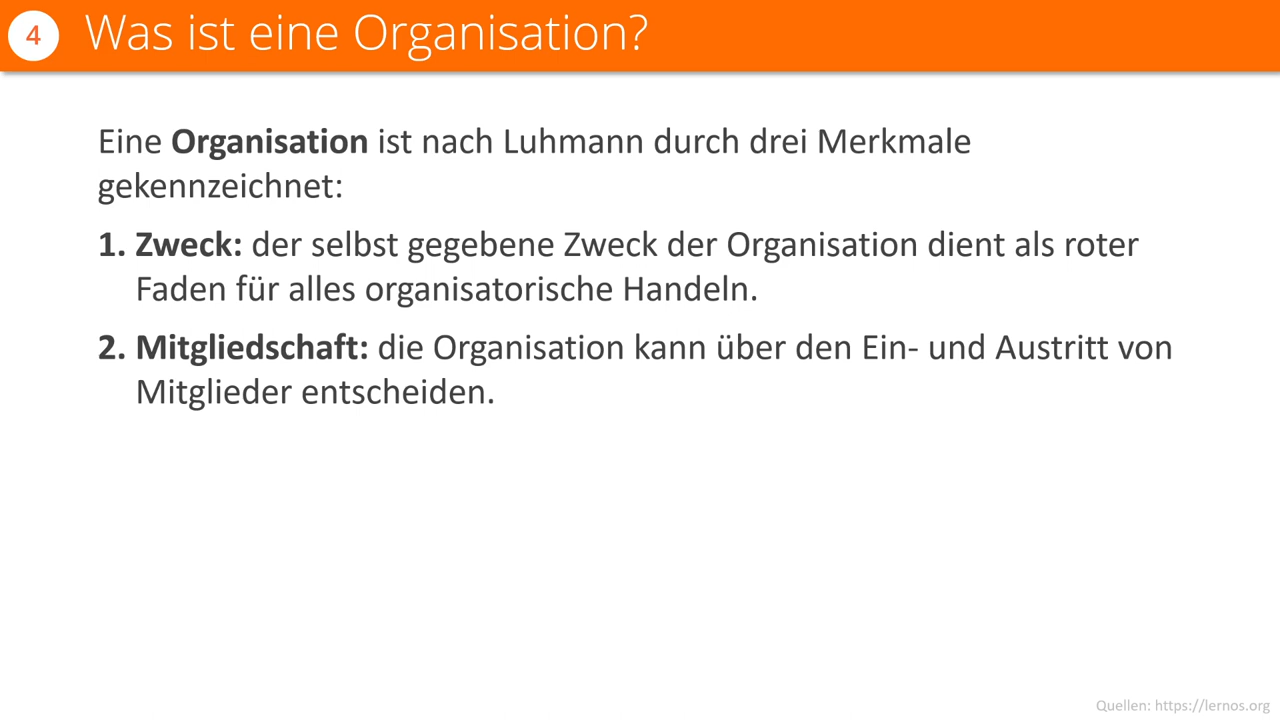 4 Was ist eine Organisation?
Eine Organisation ist nach Luhmann durch drei Merkmale
gekennzeichnet:
1. Zweck: der selbst gegebene Zweck der Organisation dient als roter
Faden für alles organisatorische Handeln.
2. Mitgliedschaft: die Organisation kann über den Ein- und Austritt von
Mitglieder entscheiden.
Quellen: https://lernos.org